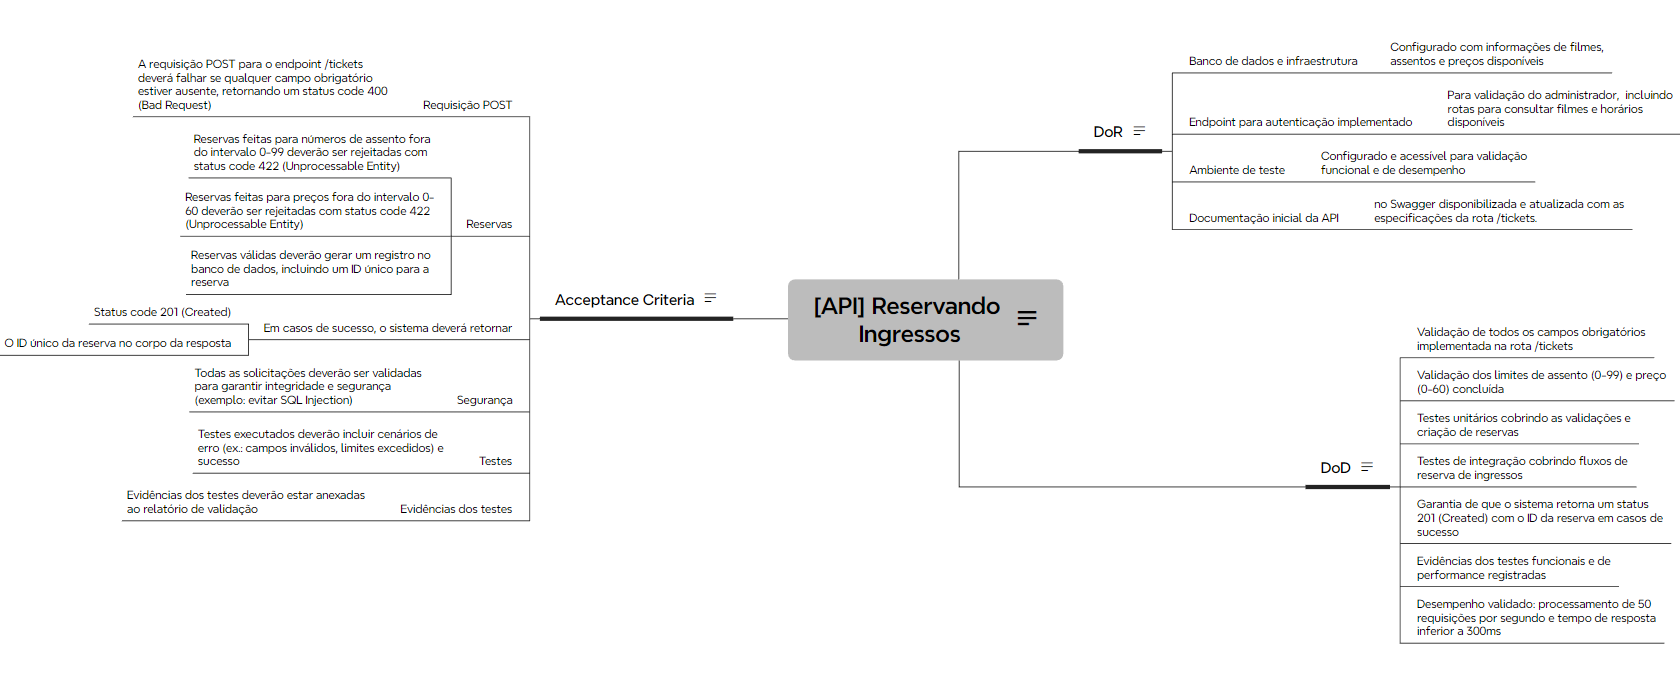 [API] Reservando
Ingressos
DoR
Banco de dados e infraestrutura
Configurado com informações de filmes,
assentos e preços disponíveis
Endpoint para autenticação implementado
Para validação do administrador, incluindo
rotas para consultar filmes e horários
disponíveis
Ambiente de teste
Configurado e acessível para validação
funcional e de desempenho
Documentação inicial da API
no Swagger disponibilizada e atualizada com as
especificações da rota /tickets.
DoD
Validação de todos os campos obrigatórios
implementada na rota /tickets
Validação dos limites de assento (0-99) e preço
(0-60) concluída
Testes unitários cobrindo as validações e
criação de reservas
Testes de integração cobrindo fluxos de
reserva de ingressos
Garantia de que o sistema retorna um status
201 (Created) com o ID da reserva em casos de
sucesso
Evidências dos testes funcionais e de
performance registradas
Desempenho validado: processamento de 50
requisições por segundo e tempo de resposta
inferior a 300ms
Acceptance Criteria
Requisição POST
A requisição POST para o endpoint /tickets
deverá falhar se qualquer campo obrigatório
estiver ausente, retornando um status code 400
(Bad Request)
Reservas
Reservas feitas para números de assento fora
do intervalo 0-99 deverão ser rejeitadas com
status code 422 (Unprocessable Entity)
Reservas feitas para preços fora do intervalo 0-
60 deverão ser rejeitadas com status code 422
(Unprocessable Entity)
Reservas válidas deverão gerar um registro no
banco de dados, incluindo um ID único para a
reserva
Em casos de sucesso, o sistema deverá retornar
Status code 201 (Created)
O ID único da reserva no corpo da resposta
Segurança
Todas as solicitações deverão ser validadas
para garantir integridade e segurança
(exemplo: evitar SQL Injection)
Testes
Testes executados deverão incluir cenários de
erro (ex.: campos inválidos, limites excedidos) e
sucesso
Evidências dos testes
Evidências dos testes deverão estar anexadas
ao relatório de validação